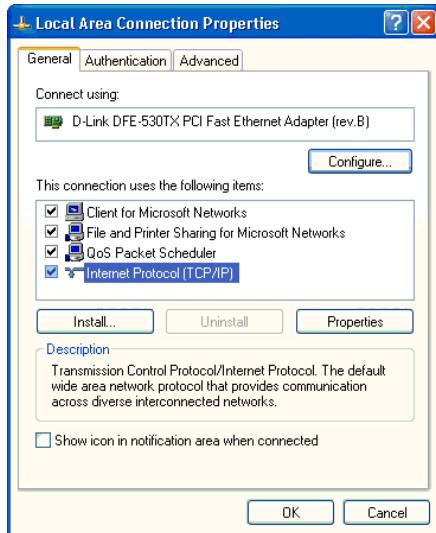 Local Area Connection Properties
General
Authentication
Advanced
Connect using:
D-Link DFE-530TX PCI Fast Ethernet Adapter (rev.B)
Configure...
This connection uses the following items:
Client for Microsoft Networks
File and Printer Sharing for Microsoft Networks
QoS Packet Scheduler
Internet Protocol (TCP/IP)
Install...
Uninstall
Properties
Description
Transmission Control Protocol/Internet Protocol. The default
wide area network protocol that provides communication
across diverse interconnected networks.
Show icon in notification area when connected
OK
Cancel